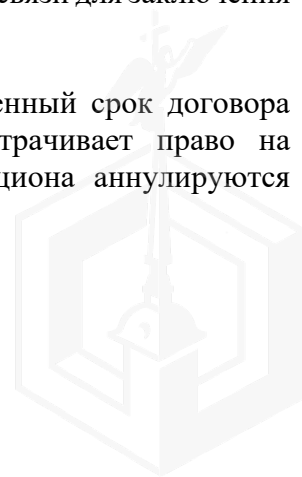 связи для заключения
енный срок договора
трачивает право на
циона аннулируются